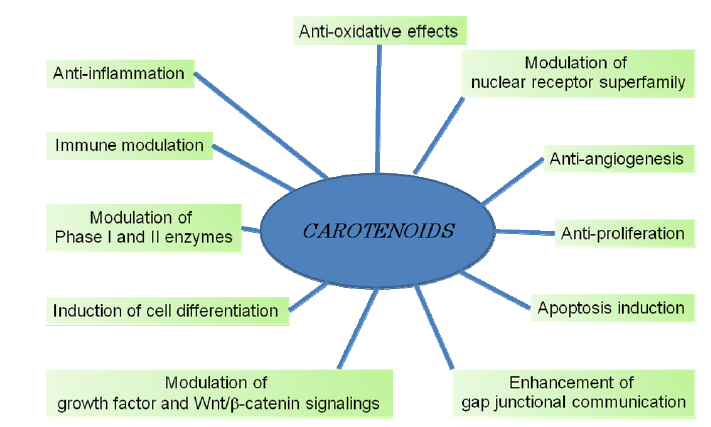 Anti-oxidative effects
Modulation of
nuclear receptor superfamily
Anti-inflammation
Immune modulation
Anti-angiogenesis
Modulation of
Phase I and II enzymes
CAROTENOIDS
Anti-proliferation
Induction of cell differentiation
Apoptosis induction
Modulation of
growth factor and Wnt/β-catenin signalings
Enhancement of
gap junctional communication